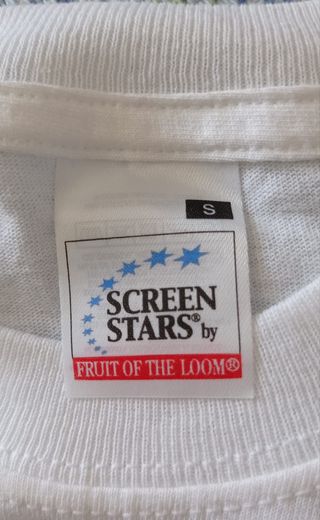 S
SCREEN
STARS® by
FRUIT OF THE LOOM®